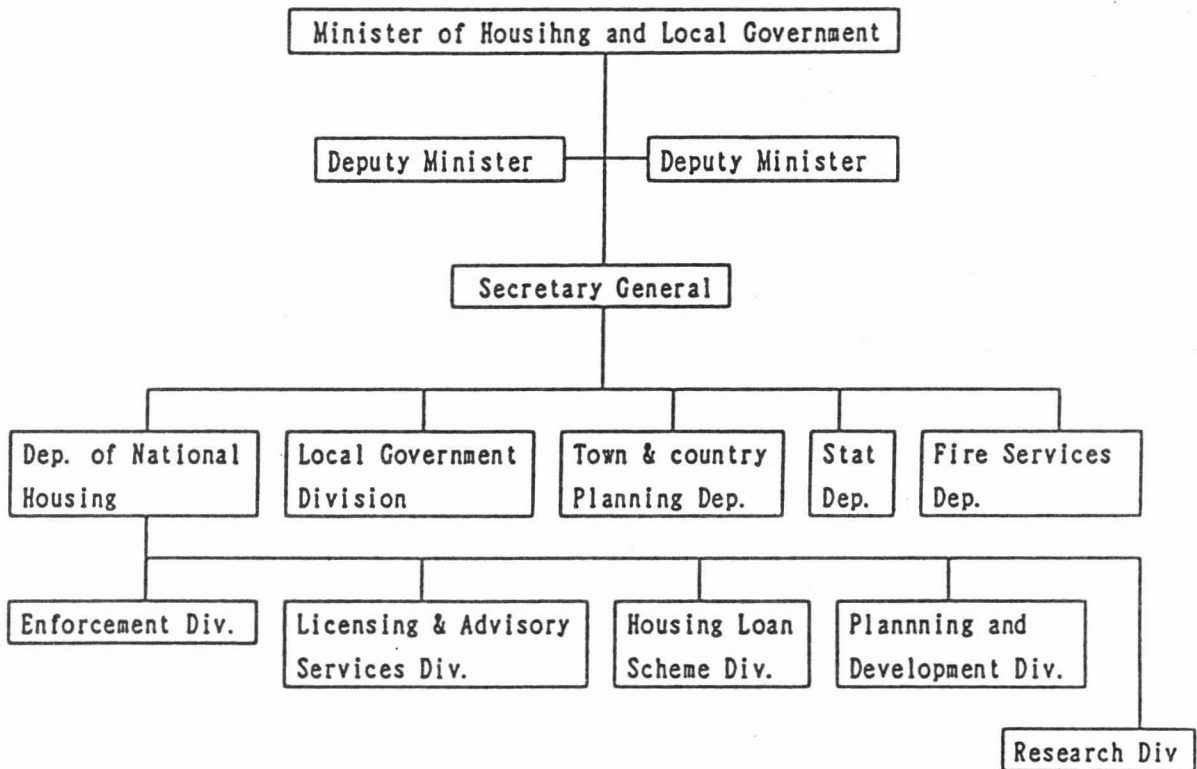 Minister of Housihng and Local Government
Deputy Minister
Deputy Minister
Secretary General
Dep. of National
Housing
Local Government
Division
Town & country
Planning Dep.
Stat
Dep.
Fire Services
Dep.
Enforcement Div.
Licensing & Advisory
Services Div.
Housing Loan
Scheme Div.
Plannning and
Development Div.
Research Div